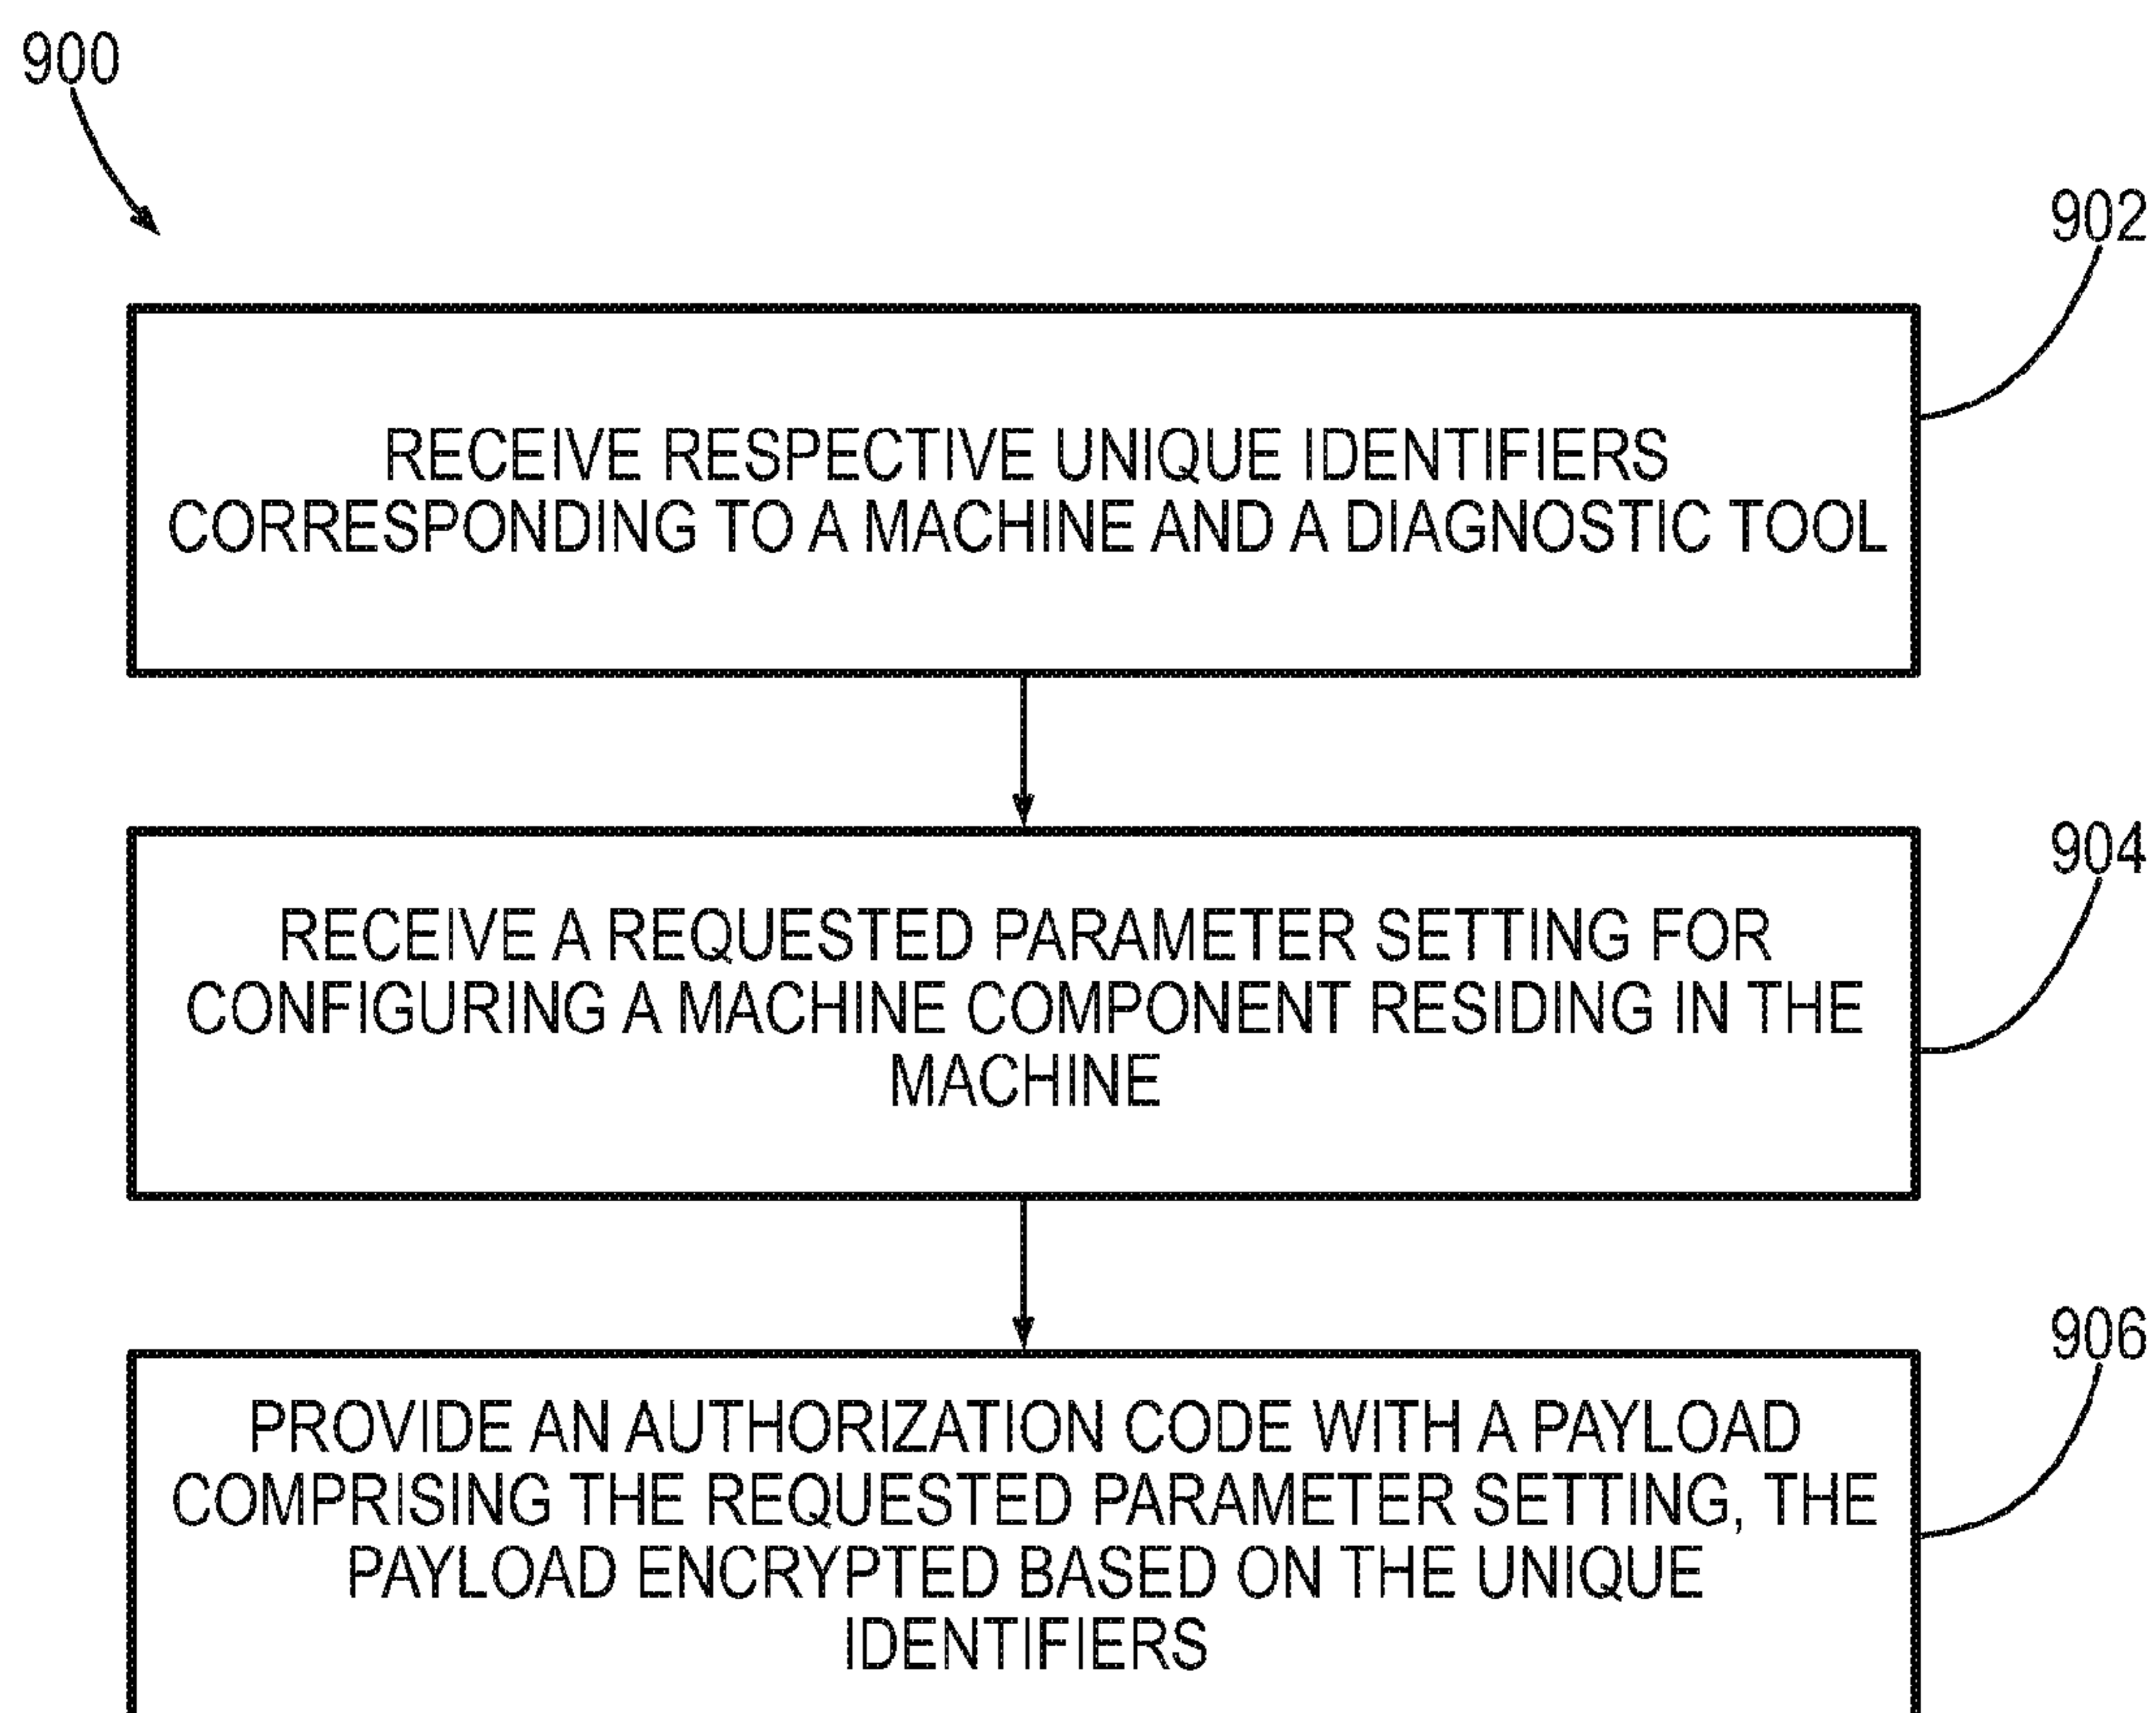 900
902
RECEIVE RESPECTIVE UNIQUE IDENTIFIERS
CORRESPONDING TO A MACHINE AND A DIAGNOSTIC TOOL
904
RECEIVE A REQUESTED PARAMETER SETTING FOR
CONFIGURING A MACHINE COMPONENT RESIDING IN THE
MACHINE
906
PROVIDE AN AUTHORIZATION CODE WITH A PAYLOAD
COMPRISING THE REQUESTED PARAMETER SETTING, THE
PAYLOAD ENCRYPTED BASED ON THE UNIQUE
IDENTIFIERS